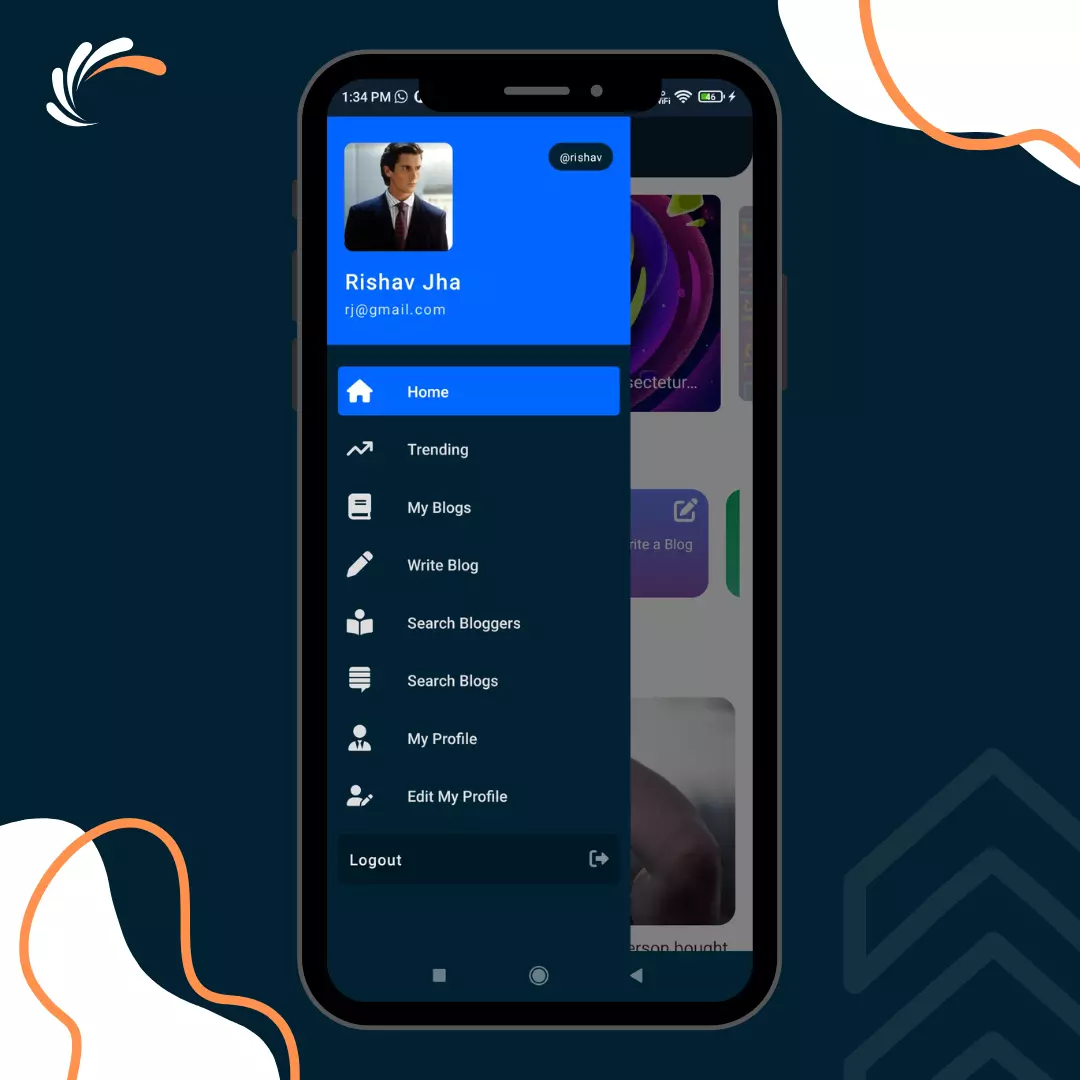 1:34 PM
46
@rishav
Rishav Jha
rj@gmail.com
Home
Trending
My Blogs
Write Blog
Search Bloggers
Search Blogs
My Profile
Edit My Profile
Logout
sectetur...
rite a Blog
erson bought